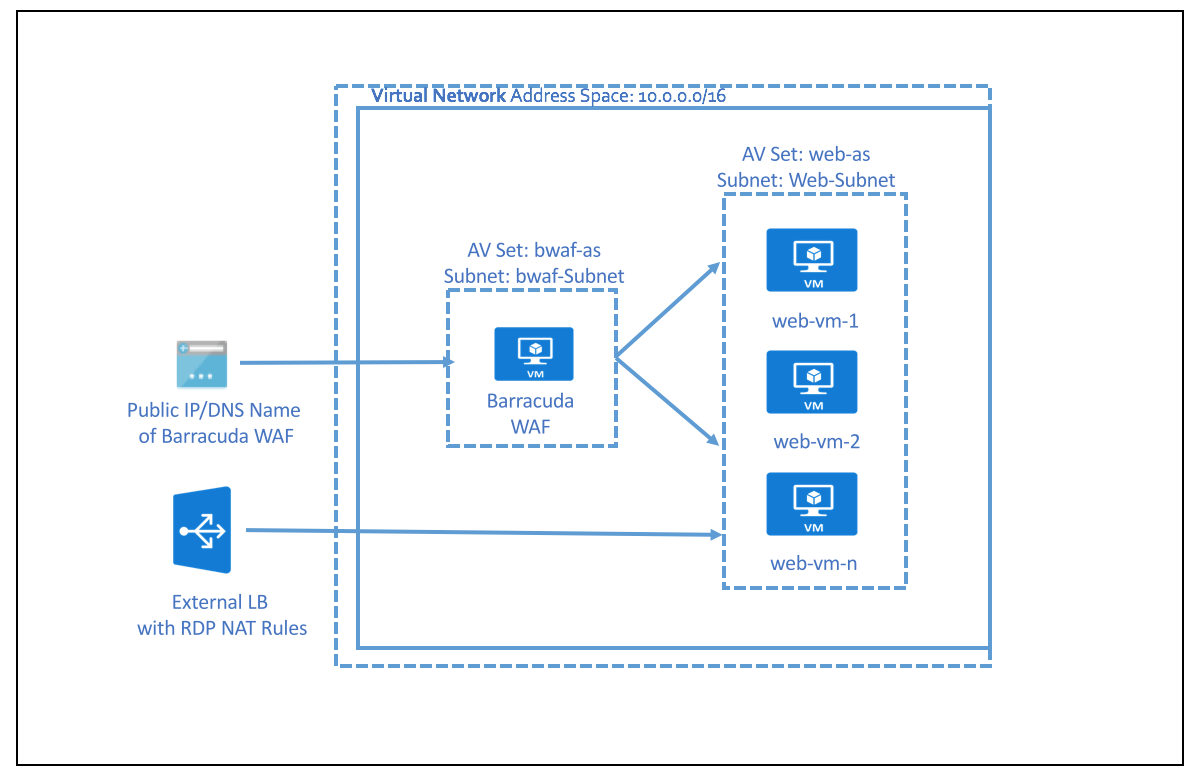 Virtual Network Address Space: 10.0.0.0/16
AV Set: web-as
Subnet: Web-Subnet
VM
web-vm-1
VM
web-vm-2
VM
web-vm-n
AV Set: bwaf-as
Subnet: bwaf-Subnet
VM
Barracuda
WAF
Public IP/DNS Name
of Barracuda WAF
External LB
with RDP NAT Rules